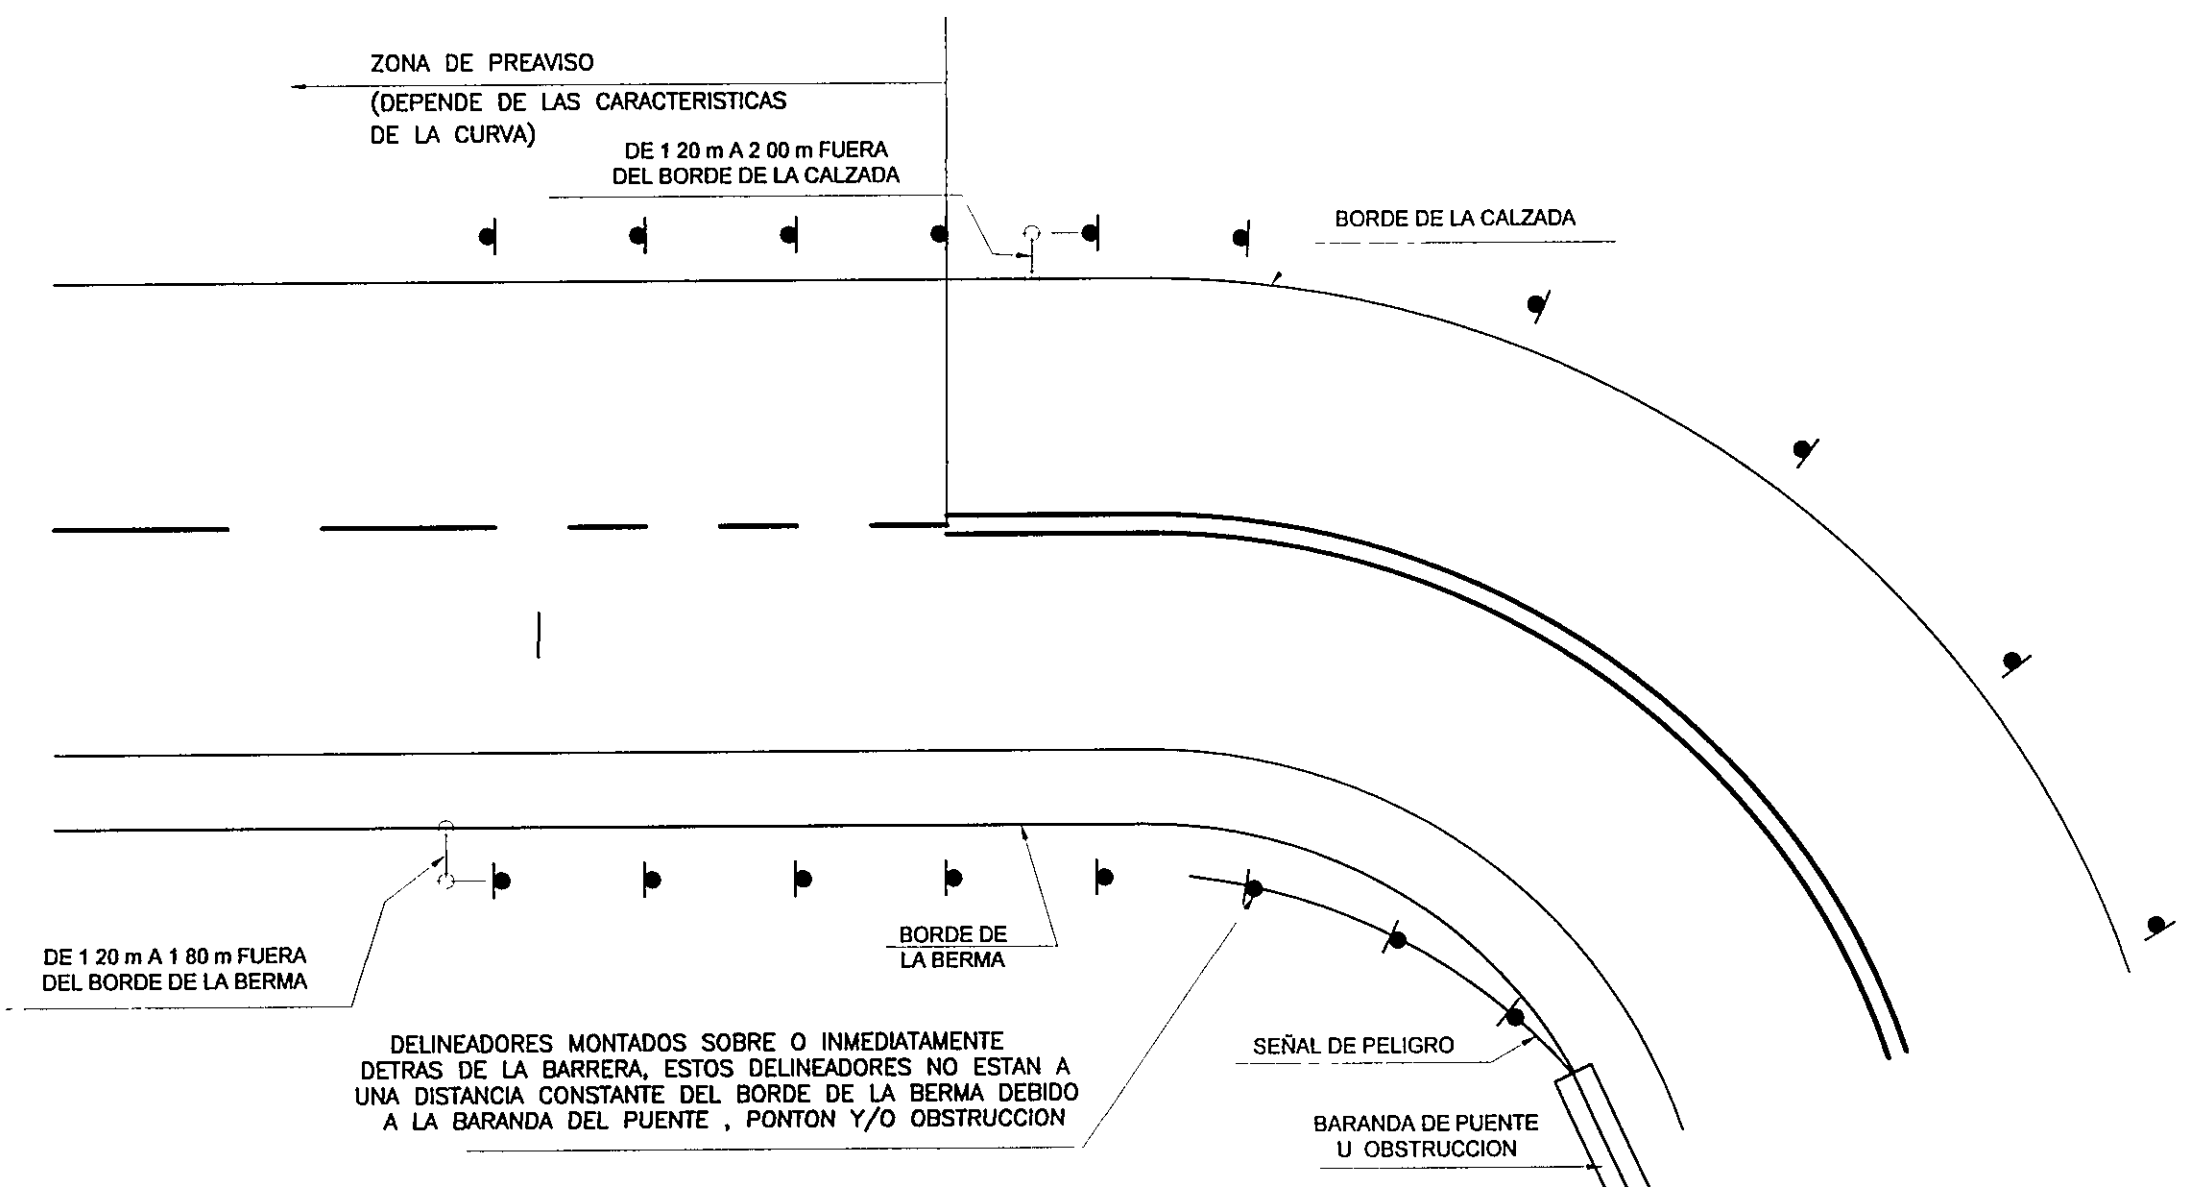 ZONA DE PREAVISO
(DEPENDE DE LAS CARACTERISTICAS
DE LA CURVA)
DE 1 20 m A 2 00 m FUERA
DEL BORDE DE LA CALZADA
BORDE DE LA CALZADA
DE 1 20 m A 1 80 m FUERA
DEL BORDE DE LA BERMA
BORDE DE
LA BERMA
DELINEADORES MONTADOS SOBRE O INMEDIATAMENTE
DETRAS DE LA BARRERA, ESTOS DELINEADORES NO ESTAN A
UNA DISTANCIA CONSTANTE DEL BORDE DE LA BERMA DEBIDO
A LA BARANDA DEL PUENTE , PONTON Y/O OBSTRUCCION
SEÑAL DE PELIGRO
BARANDA DE PUENTE
U OBSTRUCCION